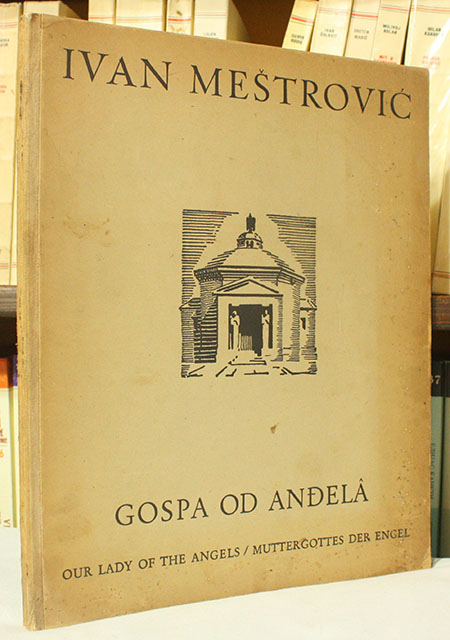 IVAN MEŠTROVIĆ
GOSPA OD ANĐELÂ
OUR LADY OF THE ANGELS / MUTTERGOTTES DER ENGEL